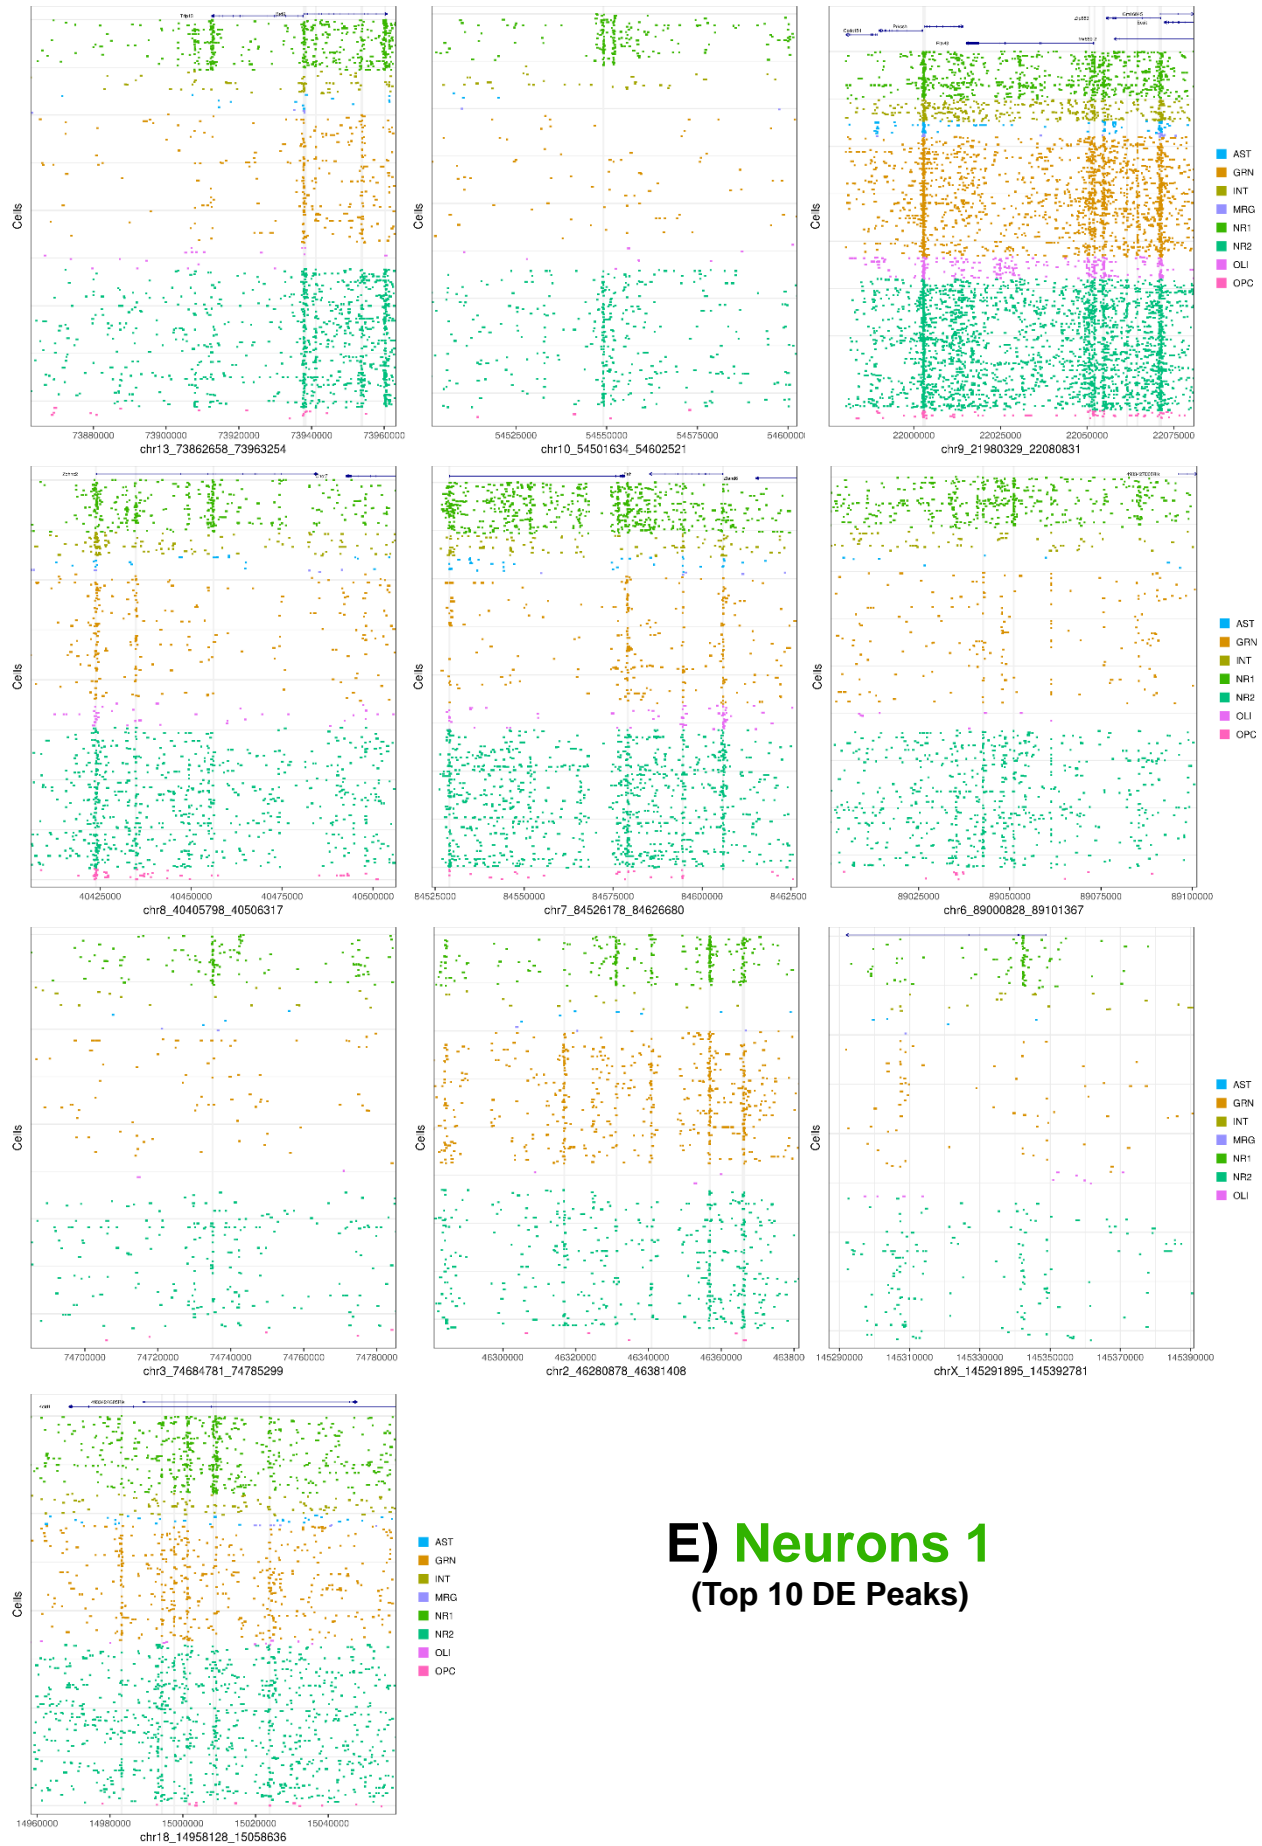 Cells
73880000 73900000 73920000 73940000 73960000
chr13_73862658_73963254
54525000 54550000 54575000 54600000
chr10_54501634_54602521
Cells
22000000 22025000 22050000 22075000
chr9_21980329_22080831
AST
GRN
INT
MRG
NR1
NR2
OLI
OPC
Cells
40425000 40450000 40475000 40500000
chr8_40405798_40506317
Cells
84525000 84550000 84575000 84600000 8462500
chr7_84526178_84626680
Cells
89025000 89050000 89075000 89100000
chr6_89000828_89101367
AST
GRN
INT
NR1
NR2
OLI
OPC
Cells
74700000 74720000 74740000 74760000 74780000
chr3_74684781_74785299
Cells
46300000 46320000 46340000 46360000 463800
chr2_46280878_46381408
Cells
145290000 145310000 145330000 145350000 145370000 145390000
chrX_145291895_145392781
AST
GRN
INT
MRG
NR1
NR2
OLI
Cells
14960000 14980000 15000000 15020000 15040000
chr18_14958128_15058636
AST
GRN
INT
MRG
NR1
NR2
OLI
OPC
E) Neurons 1
(Top 10 DE Peaks)